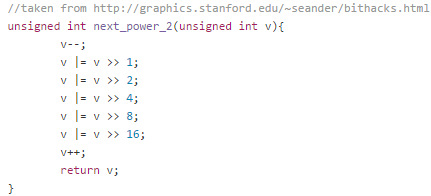 //taken from http://graphics.stanford.edu/~seander/bithacks.html
unsigned int next_power_2(unsigned int v){
        v--;
        v |= v >> 1;
        v |= v >> 2;
        v |= v >> 4;
        v |= v >> 8;
        v |= v >> 16;
        v++;
        return v;
}